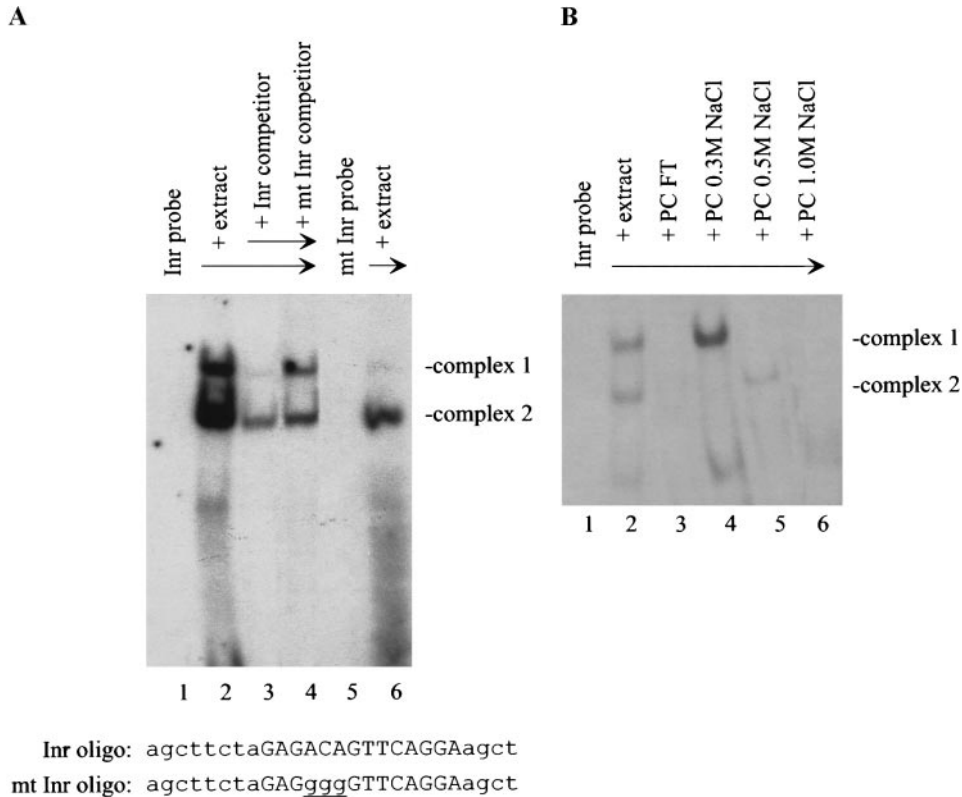 A
Inr probe
+ extract
+ Inr competitor
+ mt Inr competitor
mt Inr probe
+ extract
-complex 1
-complex 2
1 2 3 4 5 6
Inr oligo: agcttctaGAGACAGTTCAGGAagct
mt Inr oligo: agcttctaGAGgggGTTCAGGAagct
B
Inr probe
+ extract
+ PC FT
+ PC 0.3M NaCl
+ PC 0.5M NaCl
+ PC 1.0M NaCl
-complex 1
-complex 2
1 2 3 4 5 6